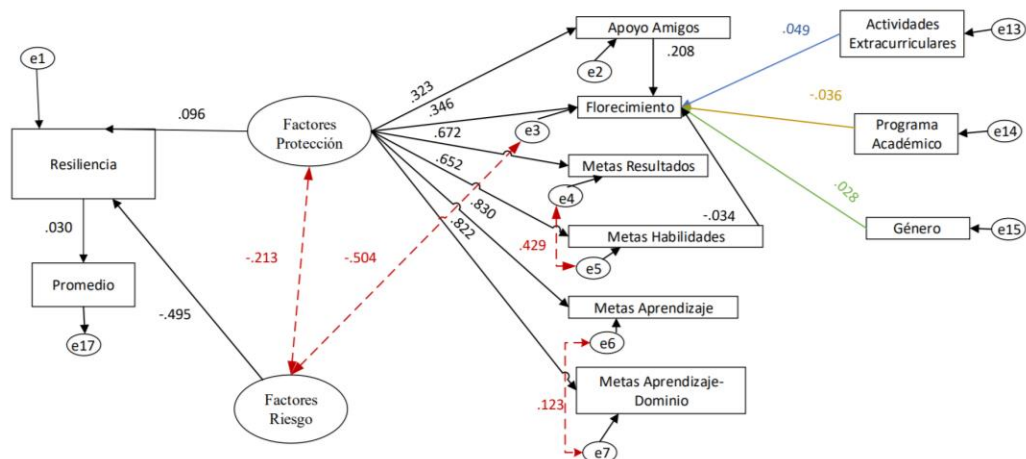 e1
Resiliencia
.030
Promedio
e17
.096
-.495
Factores
Protección
-.213
-.504
Factores
Riesgo
.323
.346
.672
.652
.830
.822
Apoyo Amigos
e2
.208
Florecimiento
e3
Metas Resultados
e4
.429
-.034
Metas Habilidades
e5
Metas Aprendizaje
e6
.123
Metas Aprendizaje-
Dominio
e7
.049
Actividades
Extracurriculares
e13
-.036
Programa
Académico
e14
.028
Género
e15